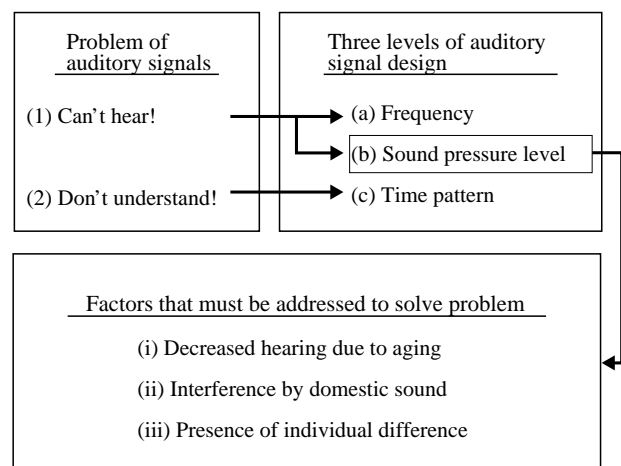 Problem of
auditory signals
(1) Can't hear!
(2) Don't understand!
Three levels of auditory
signal design
(a) Frequency
(b) Sound pressure level
(c) Time pattern
Factors that must be addressed to solve problem
(i) Decreased hearing due to aging
(ii) Interference by domestic sound
(iii) Presence of individual difference